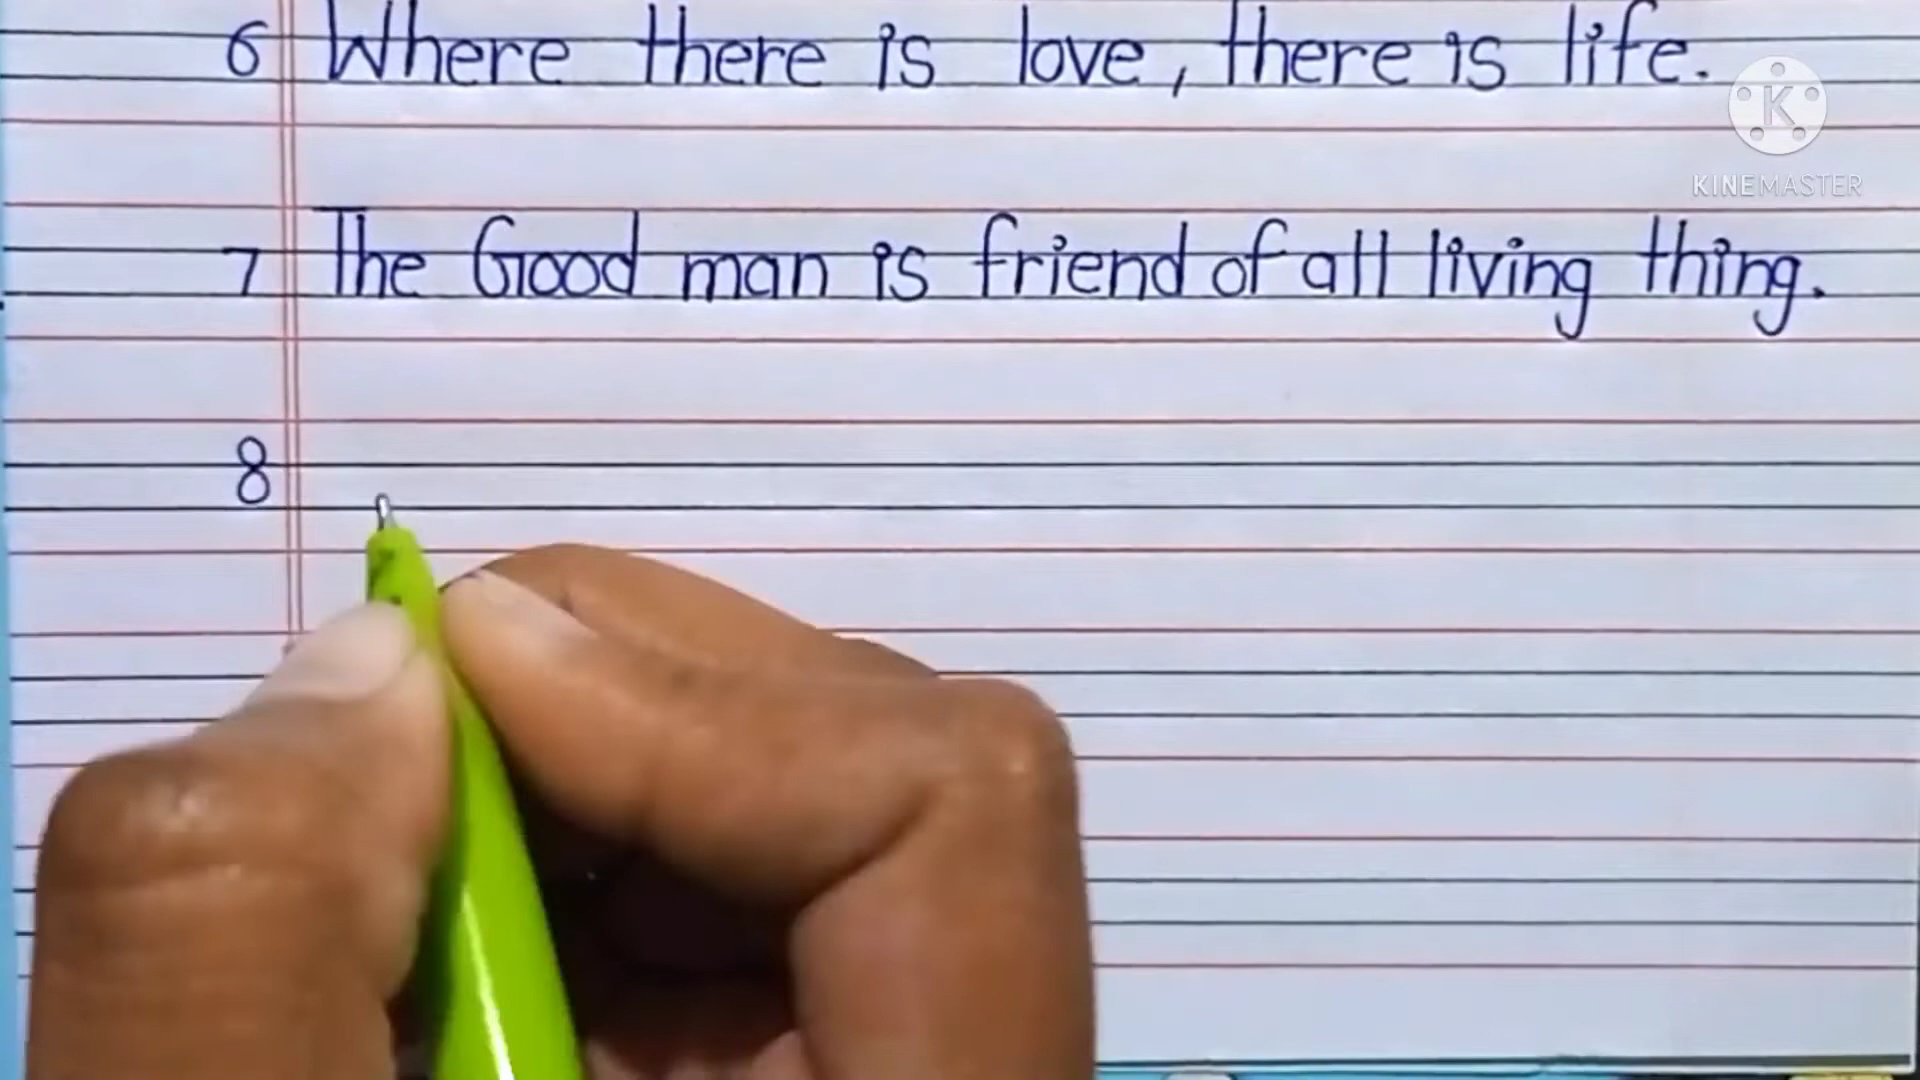 6 Where there is love, there is life.
KINEMASTER
7 The Good man is friend of all living thing.
8